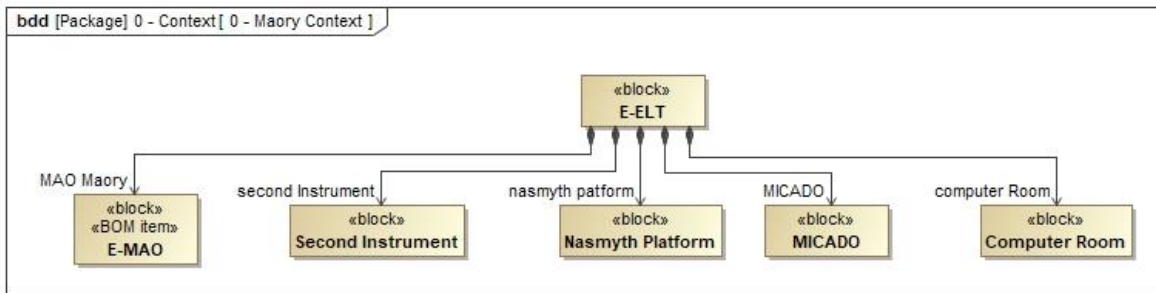 bdd [Package] 0 - Context [ 0 - Maory Context ]
«block»
E-ELT
MAO Maory
second Instrument
nasmyth patform
MICADO
computer Room
«block»
«BOM item»
E-MAO
«block»
Second Instrument
«block»
Nasmyth Platform
«block»
MICADO
«block»
Computer Room